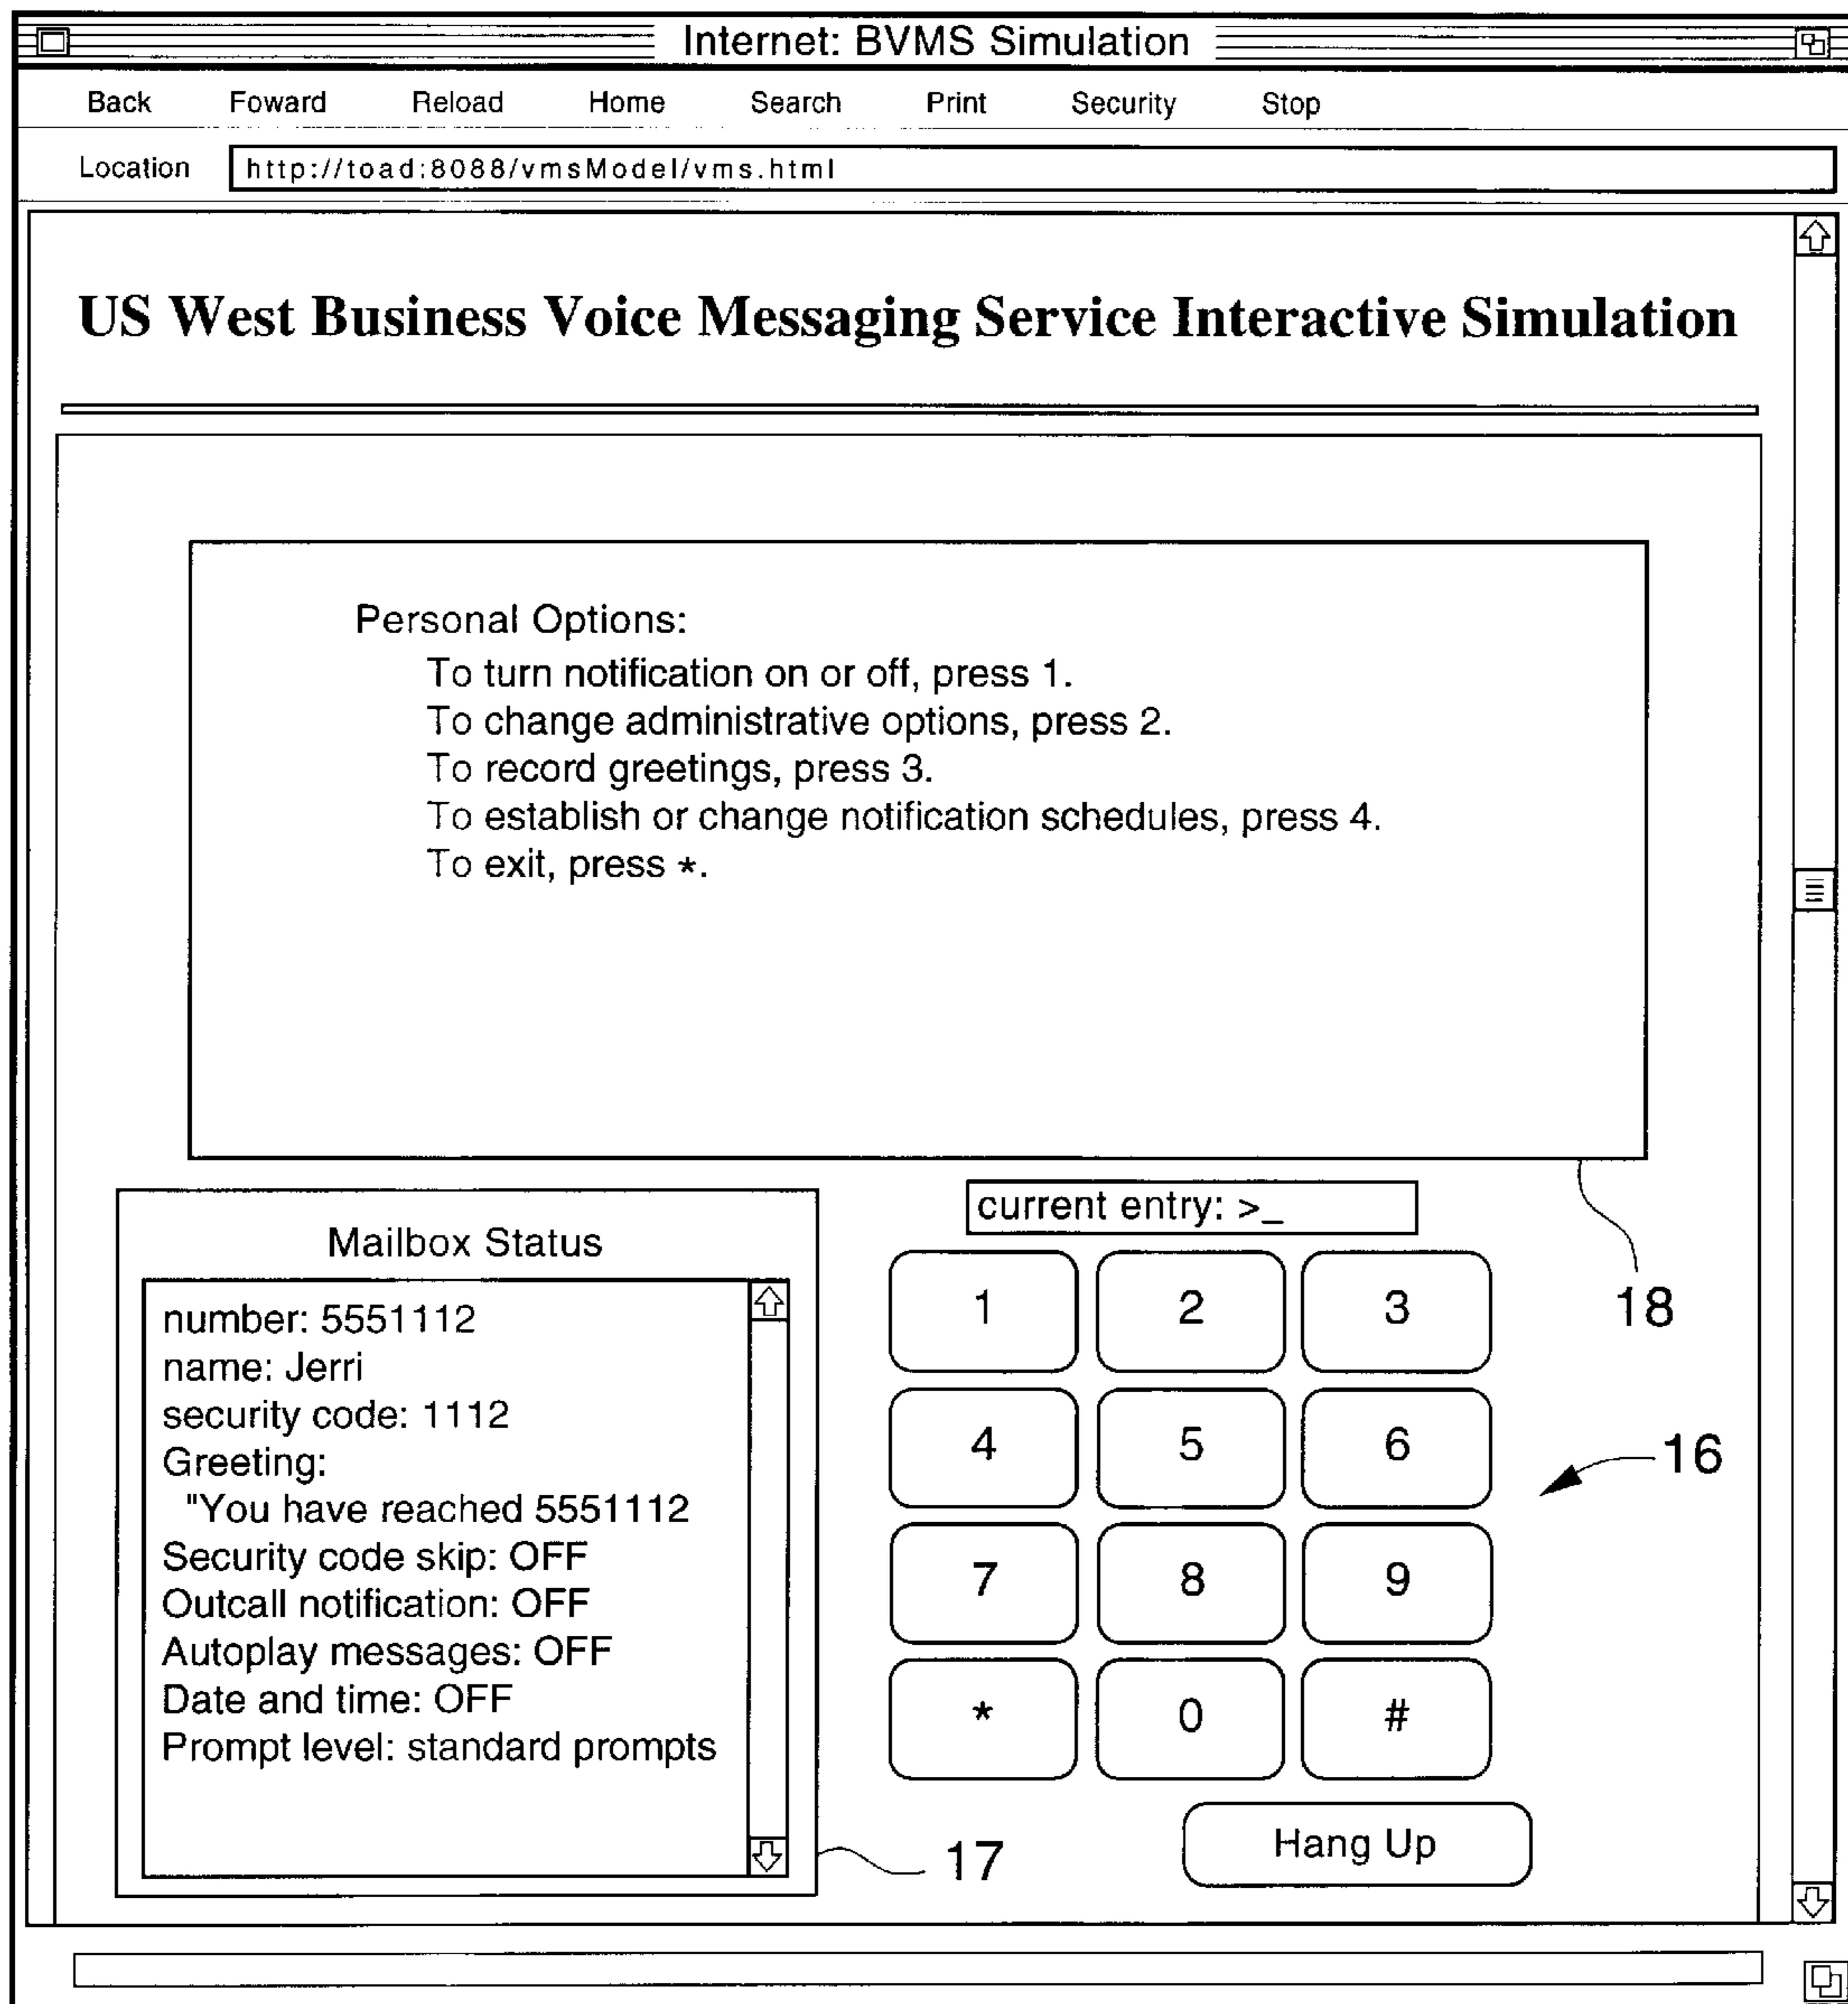 Internet: BVMS Simulation
Back Foward Reload Home Search Print Security Stop
Location http://toad:8088/vmsModel/vms.html
US West Business Voice Messaging Service Interactive Simulation
Personal Options:
To turn notification on or off, press 1.
To change administrative options, press 2.
To record greetings, press 3.
To establish or change notification schedules, press 4.
To exit, press *.
18
Mailbox Status
number: 5551112
name: Jerri
security code: 1112
Greeting:
"You have reached 5551112
Security code skip: OFF
Outcall notification: OFF
Autoplay messages: OFF
Date and time: OFF
Prompt level: standard prompts
17
current entry: >_
1 2 3
4 5 6
7 8 9
* 0 #
16
Hang Up